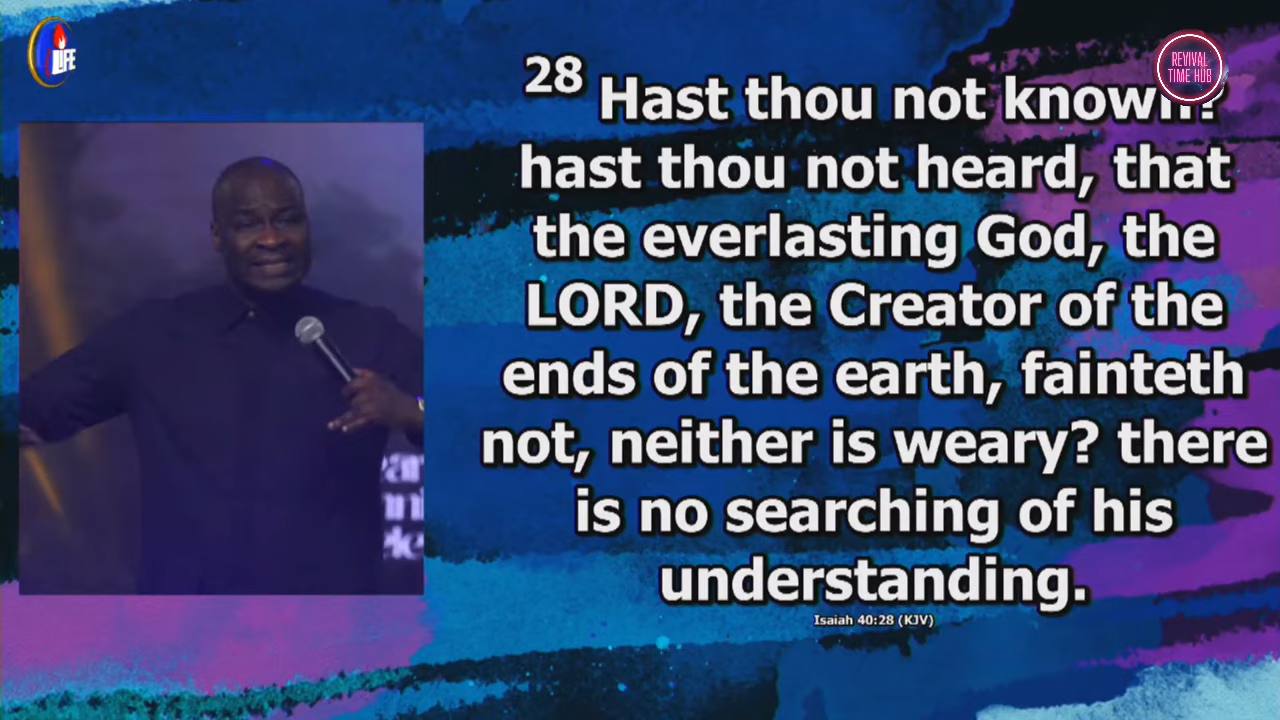 LIFE
REVIVAL
TIME HUB
28 Hast thou not known?
hast thou not heard, that
the everlasting God, the
LORD, the Creator of the
ends of the earth, fainteth
not, neither is weary? there
is no searching of his
understanding.
Isaiah 40:28 (KJV)